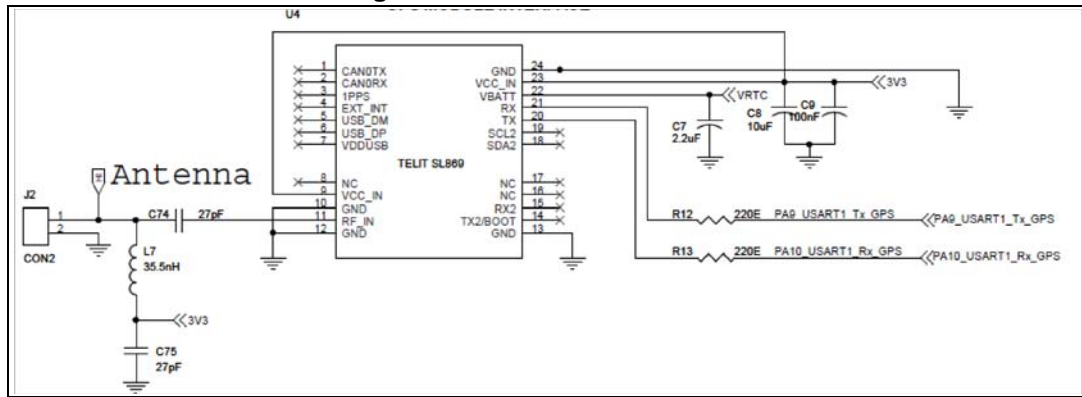 U4
1 CAN0TX
2 CAN0RX
3 1PPS
4 EXT_INT
5 USB_DM
6 USB_DP
7 VDDUSB
8 NC
9 VCC_IN
10 GND
11 RF_IN
12 GND
TELIT SL869
GND 24
VCC_IN 23
VBATT 22
RX 21
TX 20
SCL2 19
SDA2 18
NC 17
NC 16
RX2 15
TX2/BOOT 14
GND 13
3V3
VRTC
C7
2.2uF
C8
10uF
C9
100nF
Antenna
J2
1
2
CON2
C74 27pF
L7
35.5nH
3V3
C75
27pF
R12 220E PA9_USART1_Tx_GPS PA9_USART1_Tx_GPS
R13 220E PA10_USART1_Rx_GPS PA10_USART1_Rx_GPS